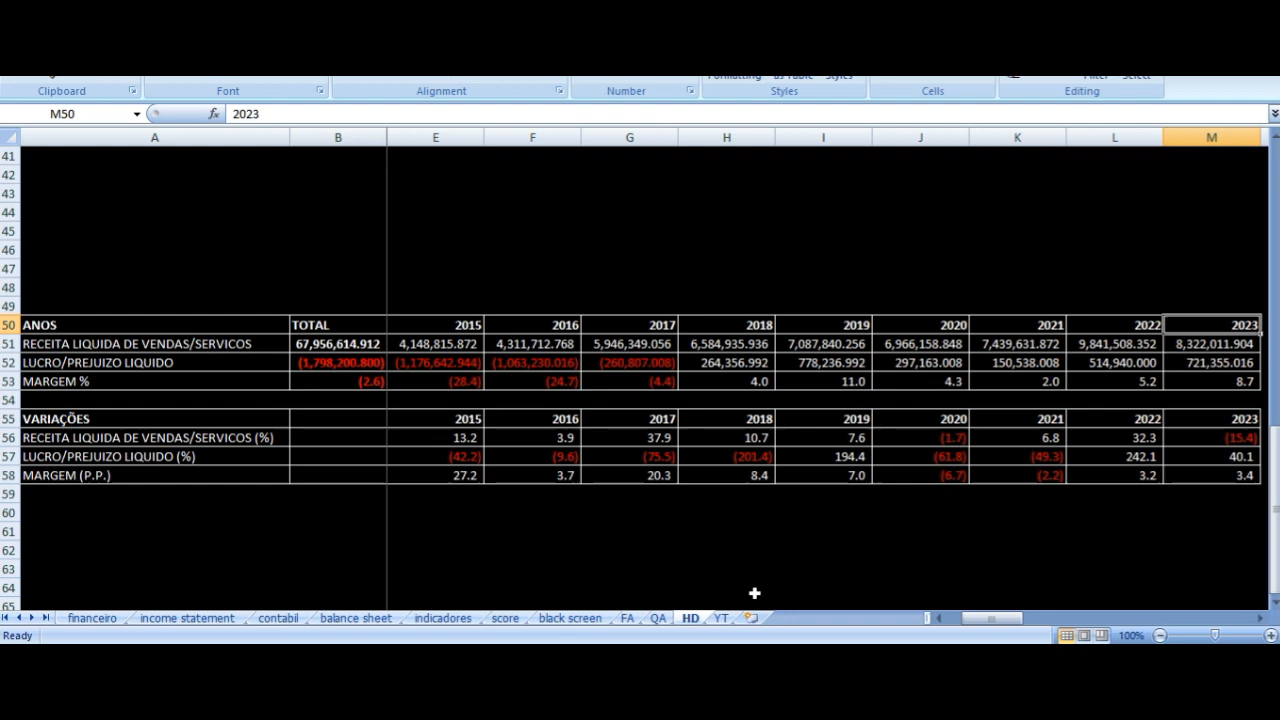 Clipboard Font Alignment Number Styles Cells Editing
M50 fx 2023
A B E F G H I J K L M
41
42
43
44
45
46
47
48
49
50 ANOS TOTAL 2015 2016 2017 2018 2019 2020 2021 2022 2023
51 RECEITA LIQUIDA DE VENDAS/SERVICOS 67,956,614.912 4,148,815.872 4,311,712.768 5,946,349.056 6,584,935.936 7,087,840.256 6,966,158.848 7,439,631.872 9,841,508.352 8,322,011.904
52 LUCRO/PREJUIZO LIQUIDO (1,798,200.800) (1,176,642.944) (1,063,230.016) (260,807.008) 264,356.992 778,236.992 297,163.008 150,538.008 514,940.000 721,355.016
53 MARGEM % (2.6) (28.4) (24.7) (4.4) 4.0 11.0 4.3 2.0 5.2 8.7
54
55 VARIAÇÕES 2015 2016 2017 2018 2019 2020 2021 2022 2023
56 RECEITA LIQUIDA DE VENDAS/SERVICOS (%) 13.2 3.9 37.9 10.7 7.6 (1.7) 6.8 32.3 (15.4)
57 LUCRO/PREJUIZO LIQUIDO (%) (42.2) (9.6) (75.5) (201.4) 194.4 (61.8) (49.3) 242.1 40.1
58 MARGEM (P.P.) 27.2 3.7 20.3 8.4 7.0 (6.7) (2.2) 3.2 3.4
59
60
61
62
63
64
65
financeiro income statement contabil balance sheet indicadores score black screen FA QA HD YT
Ready 100%